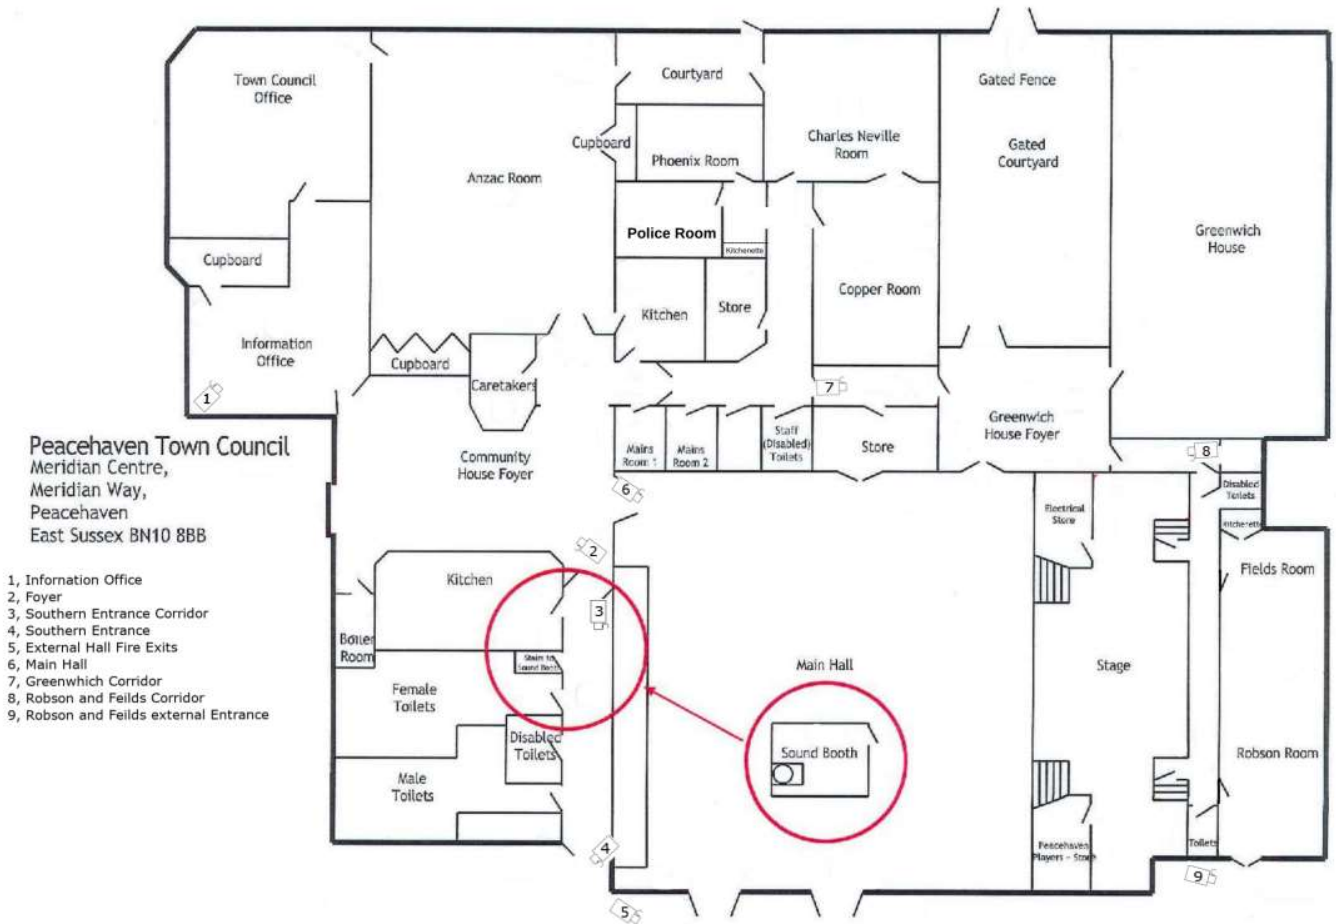 Town Council
Office
Courtyard
Gated Fence
Cupboard
Charles Neville
Room
Gated
Courtyard
Anzac Room
Phoenix Room
Police Room
Kitchenette
Greenwich
House
Cupboard
Copper Room
Kitchen
Store
Information
Office
Cupboard
Caretakers
1
7
Greenwich
House Foyer
Peacehaven Town Council
Meridian Centre,
Meridian Way,
Peacehaven
East Sussex BN10 8BB
Community
House Foyer
Mains
Room 1
Mains
Room 2
Staff
(Disabled)
Toilets
Store
8
6
Disabled
Toilets
Kitchenette
Electrical
Store
2
Kitchen
Fields Room
1, Infornation Office
2, Foyer
3, Southern Entrance Corridor
4, Southern Entrance
5, External Hall Fire Exits
6, Main Hall
7, Greenwhich Corridor
8, Robson and Feilds Corridor
9, Robson and Feilds external Entrance
3
Boiler
Room
Stairs to
Sound Booth
Main Hall
Stage
Female
Toilets
Disabled
Toilets
Sound Booth
Robson Room
Male
Toilets
4
Peacehaven
Players - Store
Toilets
9
5